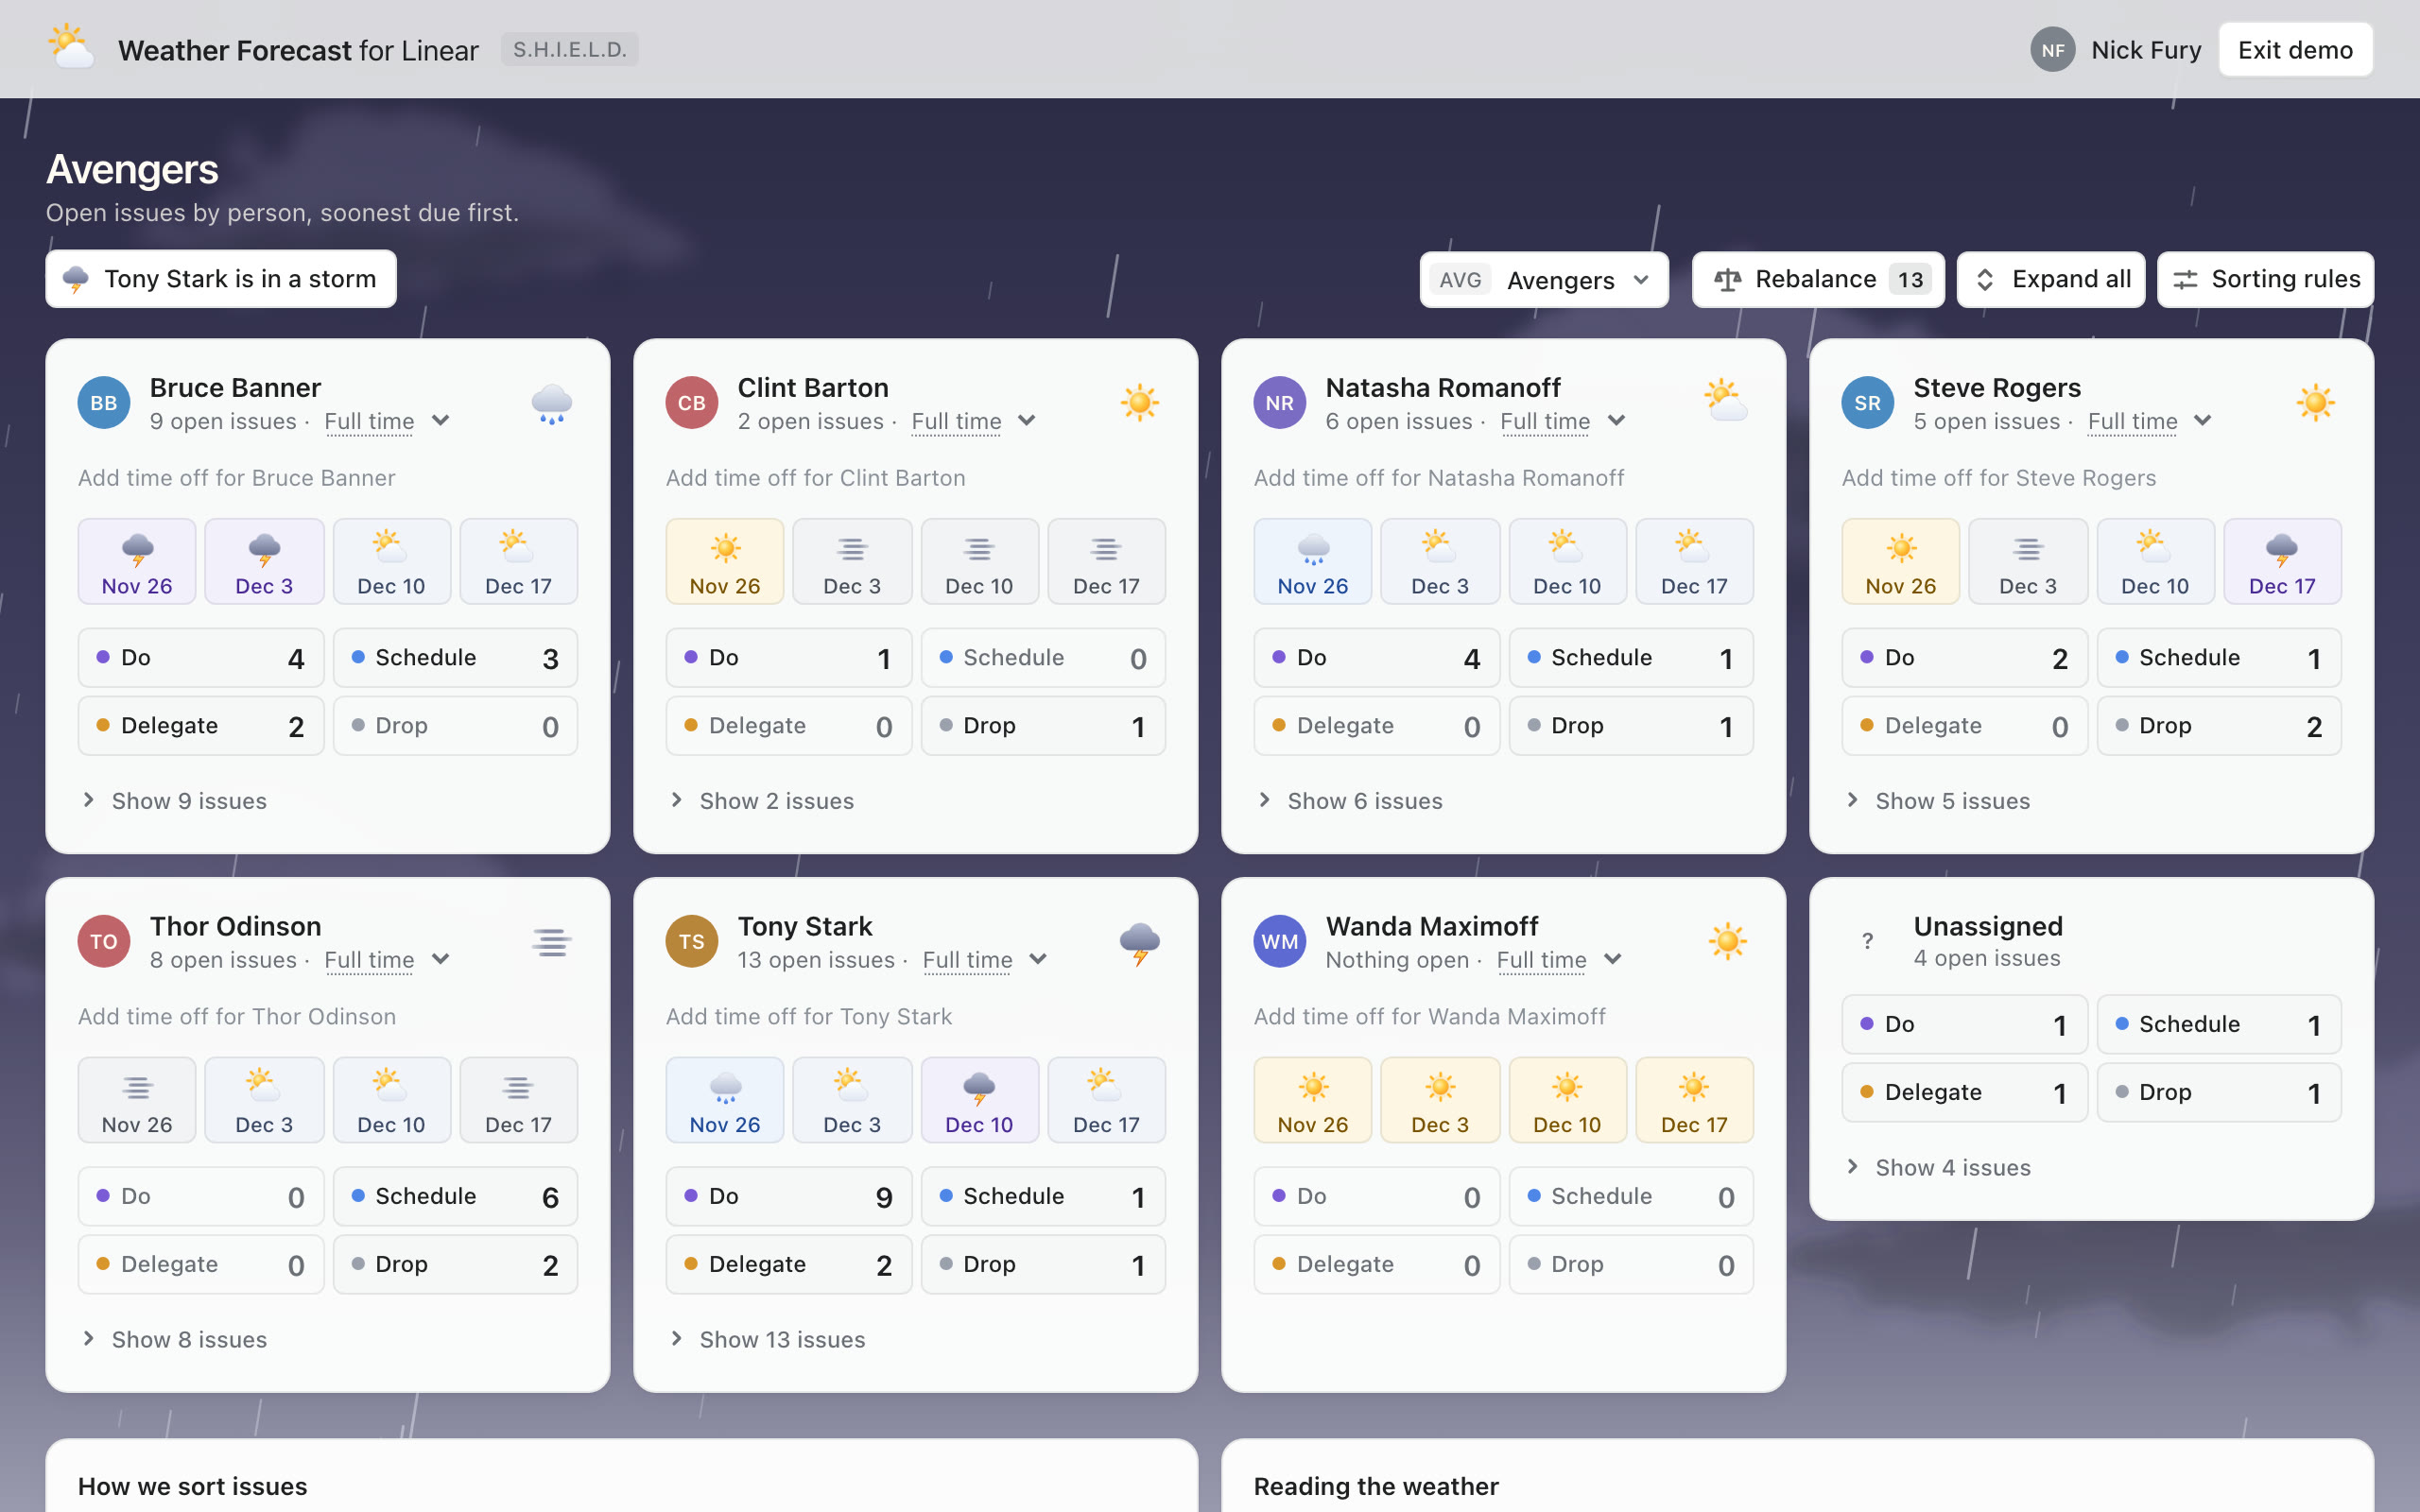 Weather Forecast for Linear S.H.I.E.L.D.
NF Nick Fury Exit demo
Avengers
Open issues by person, soonest due first.
Tony Stark is in a storm
AVG Avengers
Rebalance 13
Expand all
Sorting rules
BB Bruce Banner
9 open issues · Full time
Add time off for Bruce Banner
Nov 26 Dec 3 Dec 10 Dec 17
Do 4 Schedule 3
Delegate 2 Drop 0
Show 9 issues
CB Clint Barton
2 open issues · Full time
Add time off for Clint Barton
Nov 26 Dec 3 Dec 10 Dec 17
Do 1 Schedule 0
Delegate 0 Drop 1
Show 2 issues
NR Natasha Romanoff
6 open issues · Full time
Add time off for Natasha Romanoff
Nov 26 Dec 3 Dec 10 Dec 17
Do 4 Schedule 1
Delegate 0 Drop 1
Show 6 issues
SR Steve Rogers
5 open issues · Full time
Add time off for Steve Rogers
Nov 26 Dec 3 Dec 10 Dec 17
Do 2 Schedule 1
Delegate 0 Drop 2
Show 5 issues
TO Thor Odinson
8 open issues · Full time
Add time off for Thor Odinson
Nov 26 Dec 3 Dec 10 Dec 17
Do 0 Schedule 6
Delegate 0 Drop 2
Show 8 issues
TS Tony Stark
13 open issues · Full time
Add time off for Tony Stark
Nov 26 Dec 3 Dec 10 Dec 17
Do 9 Schedule 1
Delegate 2 Drop 1
Show 13 issues
WM Wanda Maximoff
Nothing open · Full time
Add time off for Wanda Maximoff
Nov 26 Dec 3 Dec 10 Dec 17
Do 0 Schedule 0
Delegate 0 Drop 0
? Unassigned
4 open issues
Do 1 Schedule 1
Delegate 1 Drop 1
Show 4 issues
How we sort issues
Reading the weather